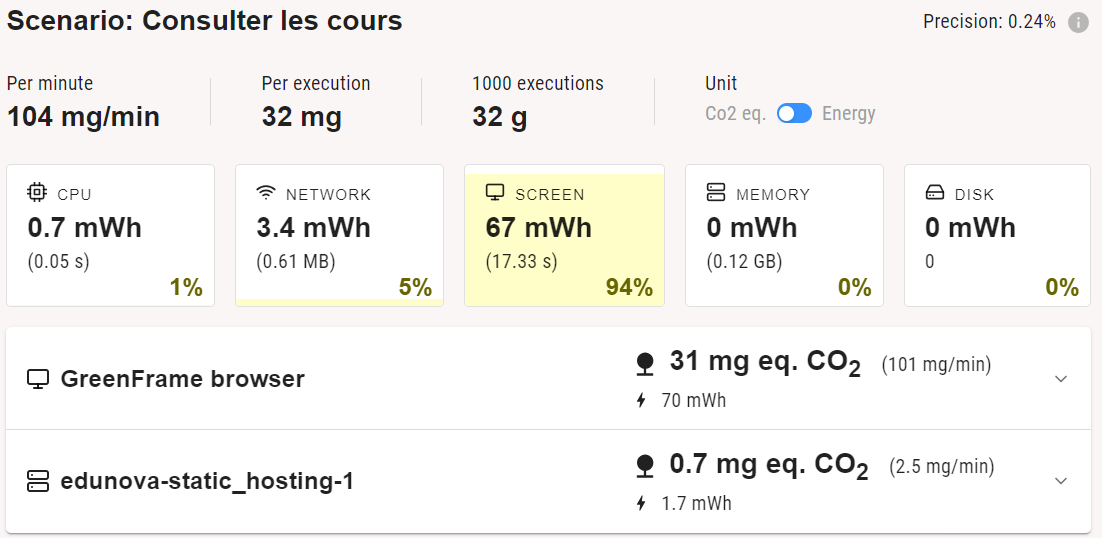 Scenario: Consulter les cours
Precision: 0.24%
Per minute
104 mg/min
Per execution
32 mg
1000 executions
32 g
Unit
Co2 eq.
Energy
CPU
0.7 mWh
(0.05 s)
1%
NETWORK
3.4 mWh
(0.61 MB)
5%
SCREEN
67 mWh
(17.33 s)
94%
MEMORY
0 mWh
(0.12 GB)
0%
DISK
0 mWh
0
0%
GreenFrame browser
31 mg eq. CO2 (101 mg/min)
70 mWh
edunova-static_hosting-1
0.7 mg eq. CO2 (2.5 mg/min)
1.7 mWh